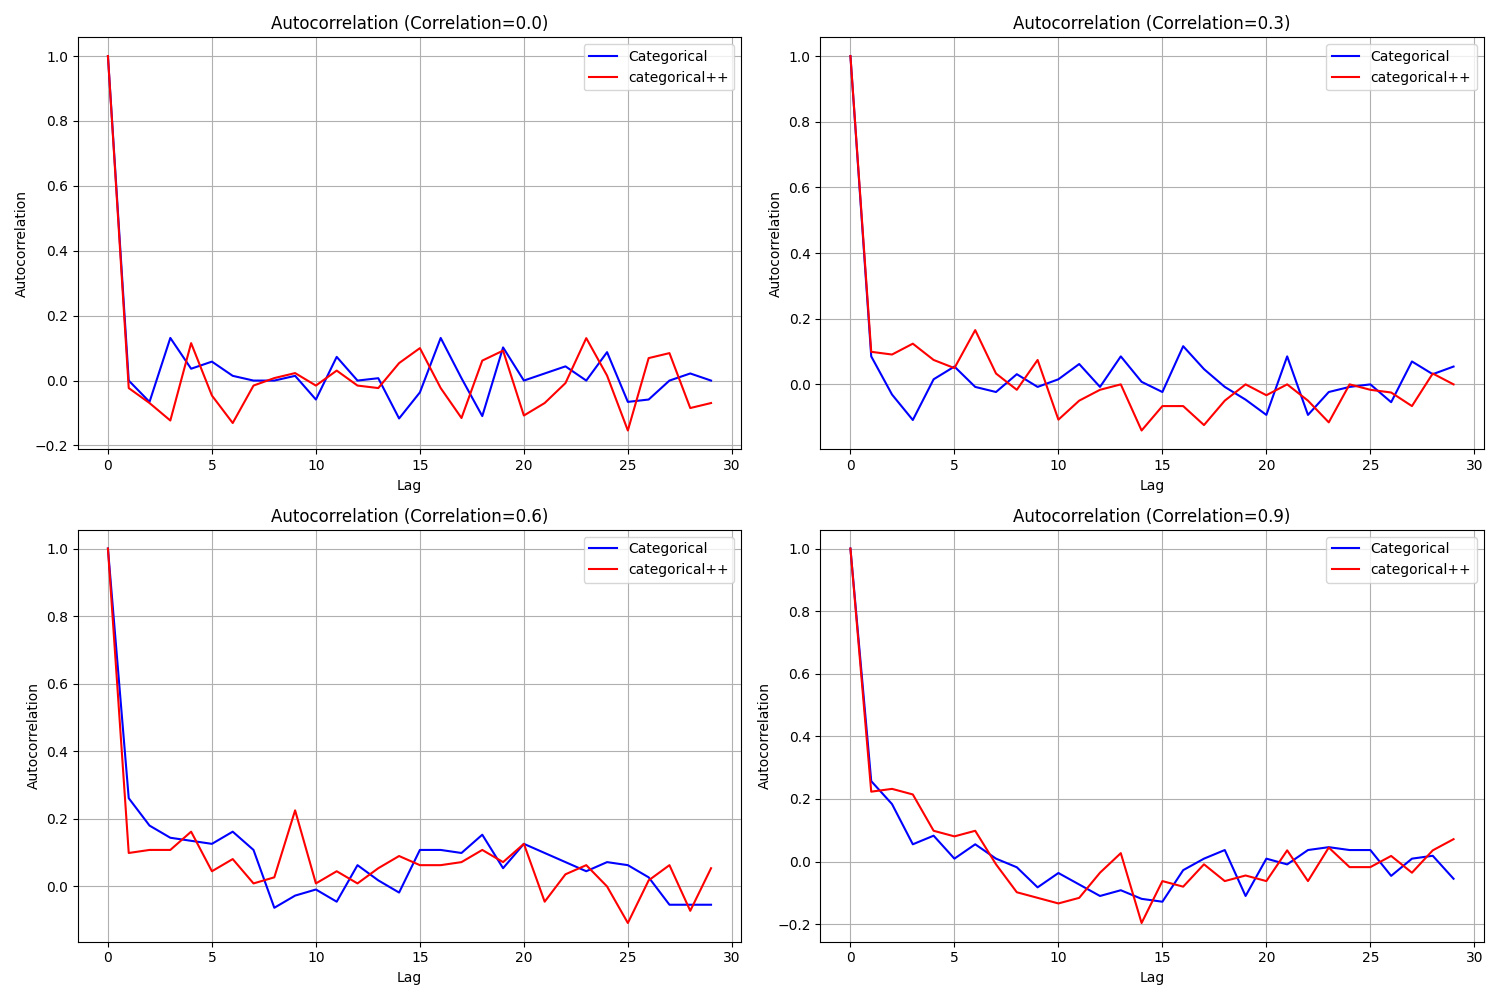 Autocorrelation (Correlation=0.0)
Autocorrelation
1.0
0.8
0.6
0.4
0.2
0.0
−0.2
Categorical
categorical++
0 5 10 15 20 25 30
Lag
Autocorrelation (Correlation=0.3)
Autocorrelation
1.0
0.8
0.6
0.4
0.2
0.0
Categorical
categorical++
0 5 10 15 20 25 30
Lag
Autocorrelation (Correlation=0.6)
Autocorrelation
1.0
0.8
0.6
0.4
0.2
0.0
Categorical
categorical++
0 5 10 15 20 25 30
Lag
Autocorrelation (Correlation=0.9)
Autocorrelation
1.0
0.8
0.6
0.4
0.2
0.0
−0.2
Categorical
categorical++
0 5 10 15 20 25 30
Lag